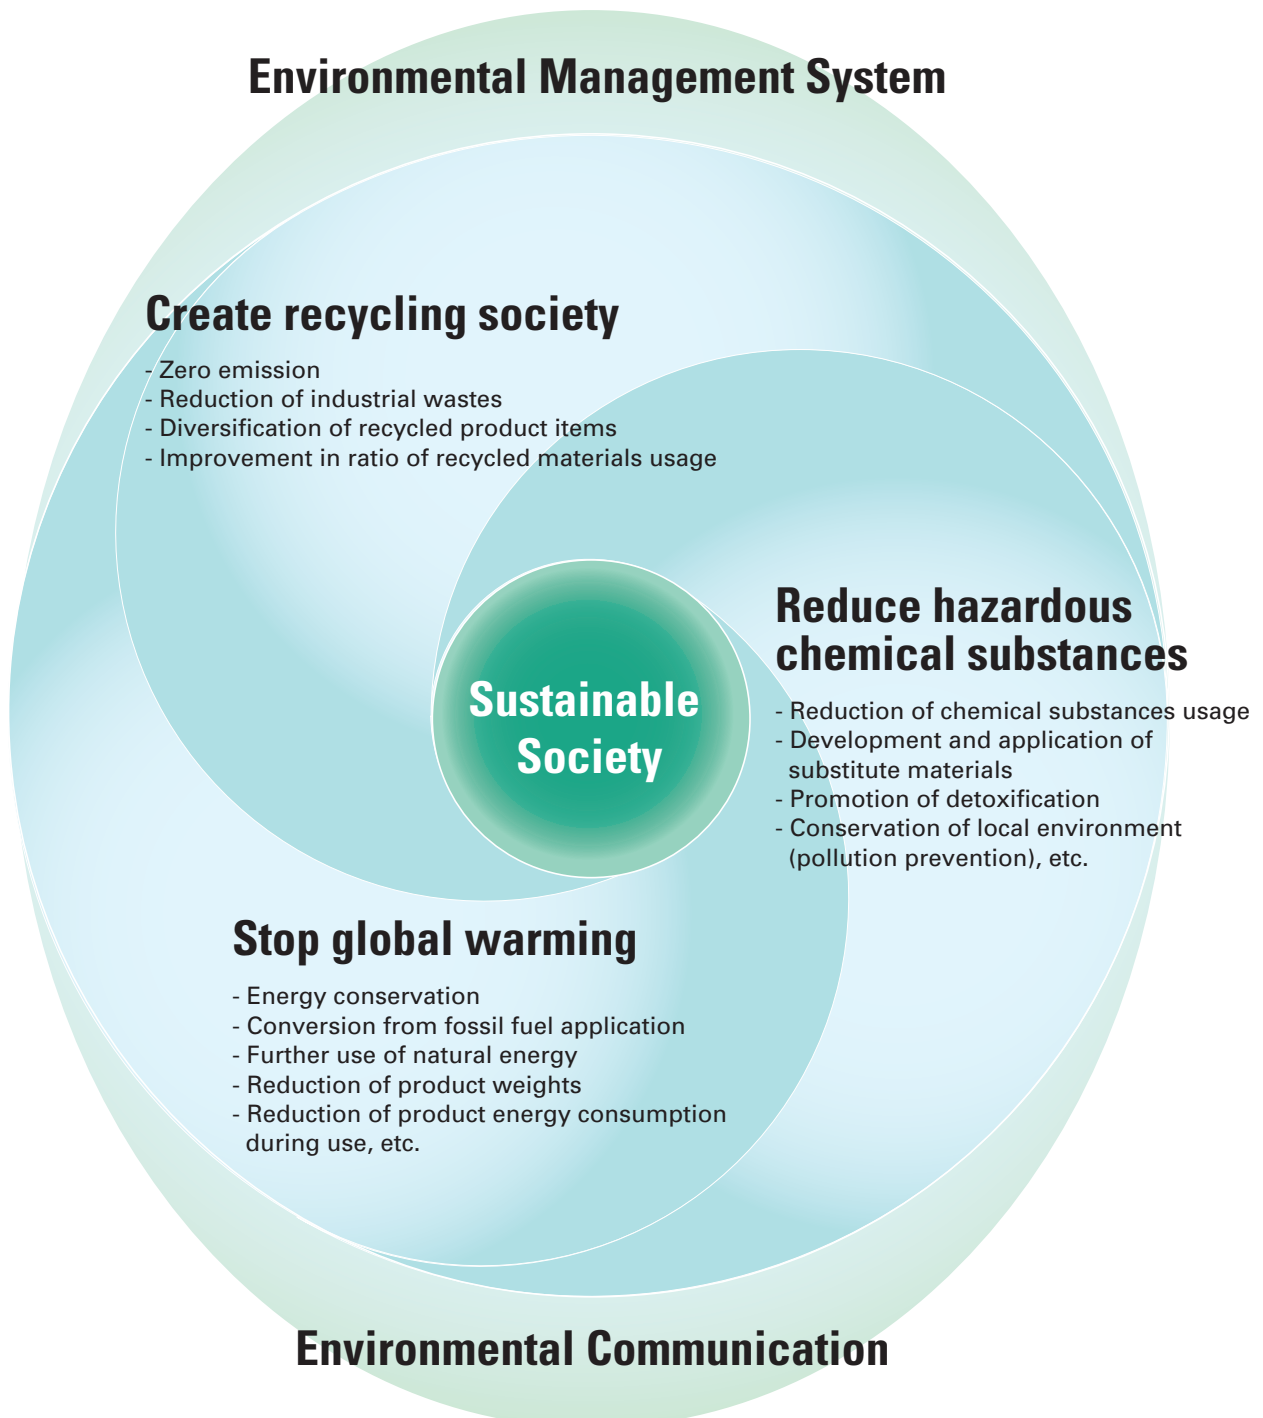 Environmental Management System
Create recycling society
- Zero emission
- Reduction of industrial wastes
- Diversification of recycled product items
- Improvement in ratio of recycled materials usage
Reduce hazardous
chemical substances
- Reduction of chemical substances usage
- Development and application of
substitute materials
- Promotion of detoxification
- Conservation of local environment
(pollution prevention), etc.
Sustainable
Society
Stop global warming
- Energy conservation
- Conversion from fossil fuel application
- Further use of natural energy
- Reduction of product weights
- Reduction of product energy consumption
during use, etc.
Environmental Communication